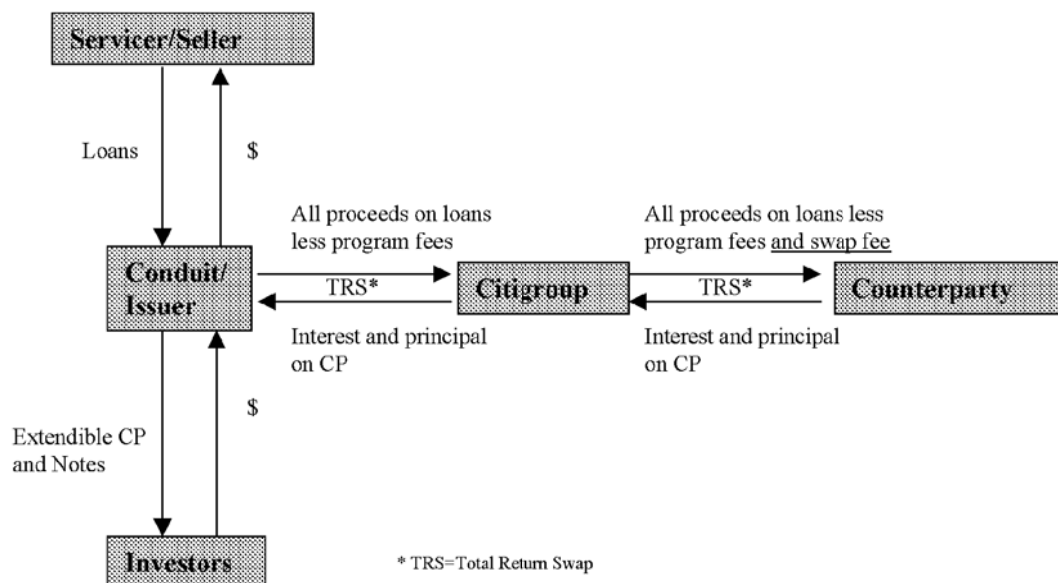 Servicer/Seller
Loans
$
All proceeds on loans
less program fees
All proceeds on loans less
program fees and swap fee
Conduit/
Issuer
TRS*
Citigroup
TRS*
Counterparty
Interest and principal
on CP
Interest and principal
on CP
$
Extendible CP
and Notes
Investors
* TRS=Total Return Swap